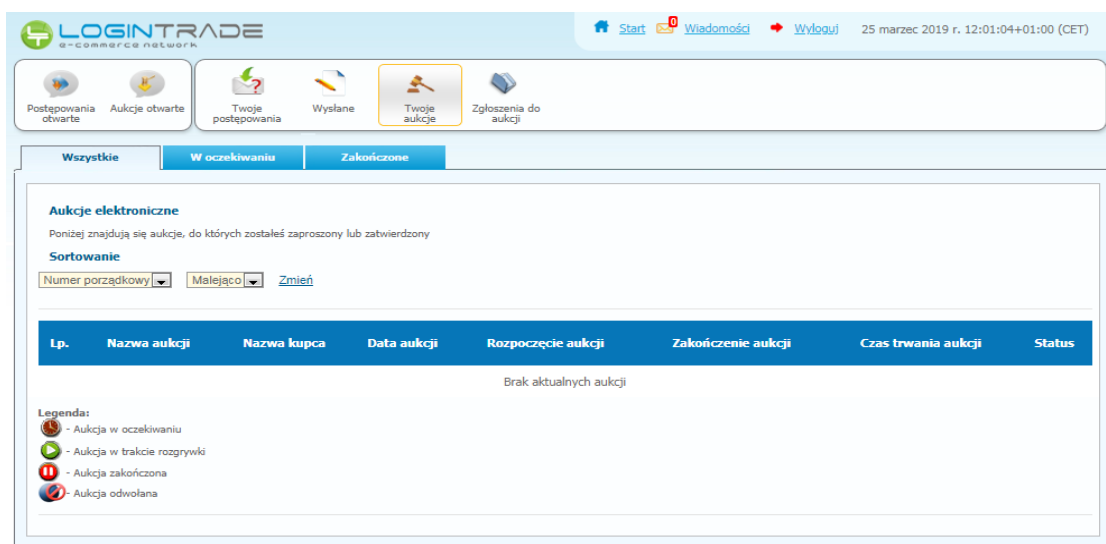 LOGINTRADE
e-commerce network
Start 0 Wiadomości Wyloguj 25 marzec 2019 r. 12:01:04+01:00 (CET)
Postępowania otwarte
Aukcje otwarte
Twoje postępowania
Wysłane
Twoje aukcje
Zgłoszenia do aukcji
Wszystkie W oczekiwaniu Zakończone
Aukcje elektroniczne
Poniżej znajdują się aukcje, do których zostałeś zaproszony lub zatwierdzony
Sortowanie
Numer porządkowy Malejąco Zmień
Lp. Nazwa aukcji Nazwa kupca Data aukcji Rozpoczęcie aukcji Zakończenie aukcji Czas trwania aukcji Status
Brak aktualnych aukcji
Legenda:
- Aukcja w oczekiwaniu
- Aukcja w trakcie rozgrywki
- Aukcja zakończona
- Aukcja odwołana